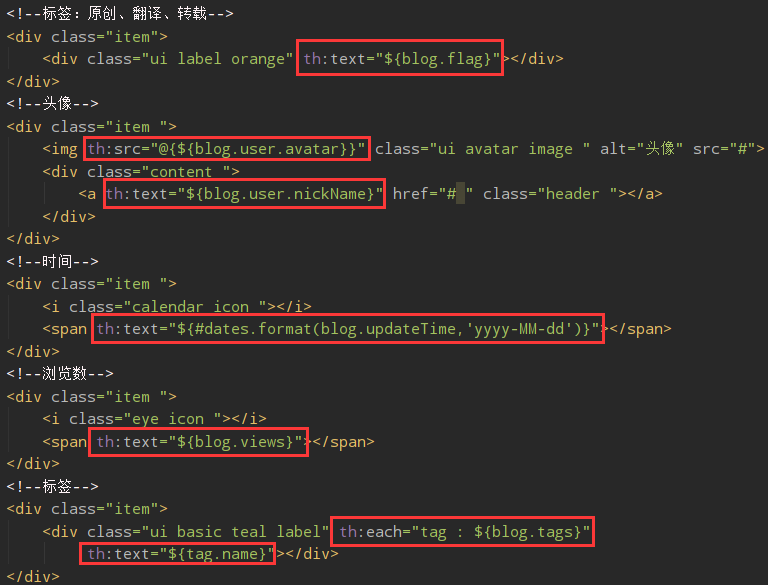 <!--标签：原创、翻译、转载-->
<div class="item">
    <div class="ui label orange" th:text="${blog.flag}"></div>
</div>
<!--头像-->
<div class="item ">
    <img th:src="@{${blog.user.avatar}}" class="ui avatar image " alt="头像" src="#">
    <div class="content ">
        <a th:text="${blog.user.nickName}" href="# " class="header "></a>
    </div>
</div>
<!--时间-->
<div class="item ">
    <i class="calendar icon "></i>
    <span th:text="${#dates.format(blog.updateTime,'yyyy-MM-dd')}"></span>
</div>
<!--浏览数-->
<div class="item ">
    <i class="eye icon "></i>
    <span th:text="${blog.views}"></span>
</div>
<!--标签-->
<div class="item">
    <div class="ui basic teal label" th:each="tag : ${blog.tags}"
         th:text="${tag.name}"></div>
</div>